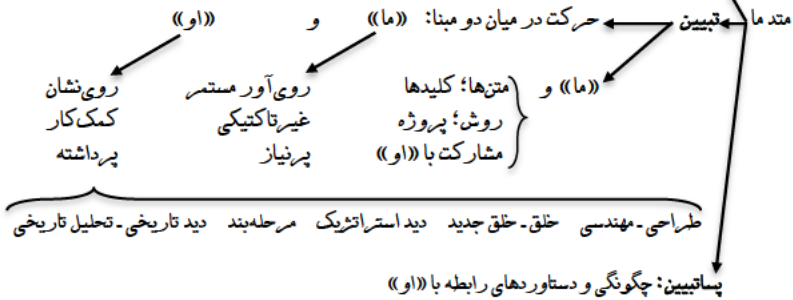 متد ما تبیین حرکت در میان دو مبنا: «ما» و «او»
«ما» و متن‌ها؛ کلیدها روی‌آور مستمر روی‌نشان
روش؛ پروژه غیرتاکتیکی کمک‌کار
مشارکت با «او» پرنیاز پرداشته
طراحی ـ مهندسی خلق ـ خلق جدید دید استراتژیک مرحله‌بند دید تاریخی ـ تحلیل تاریخی
پساتبیین: چگونگی و دستاوردهای رابطه با «او»